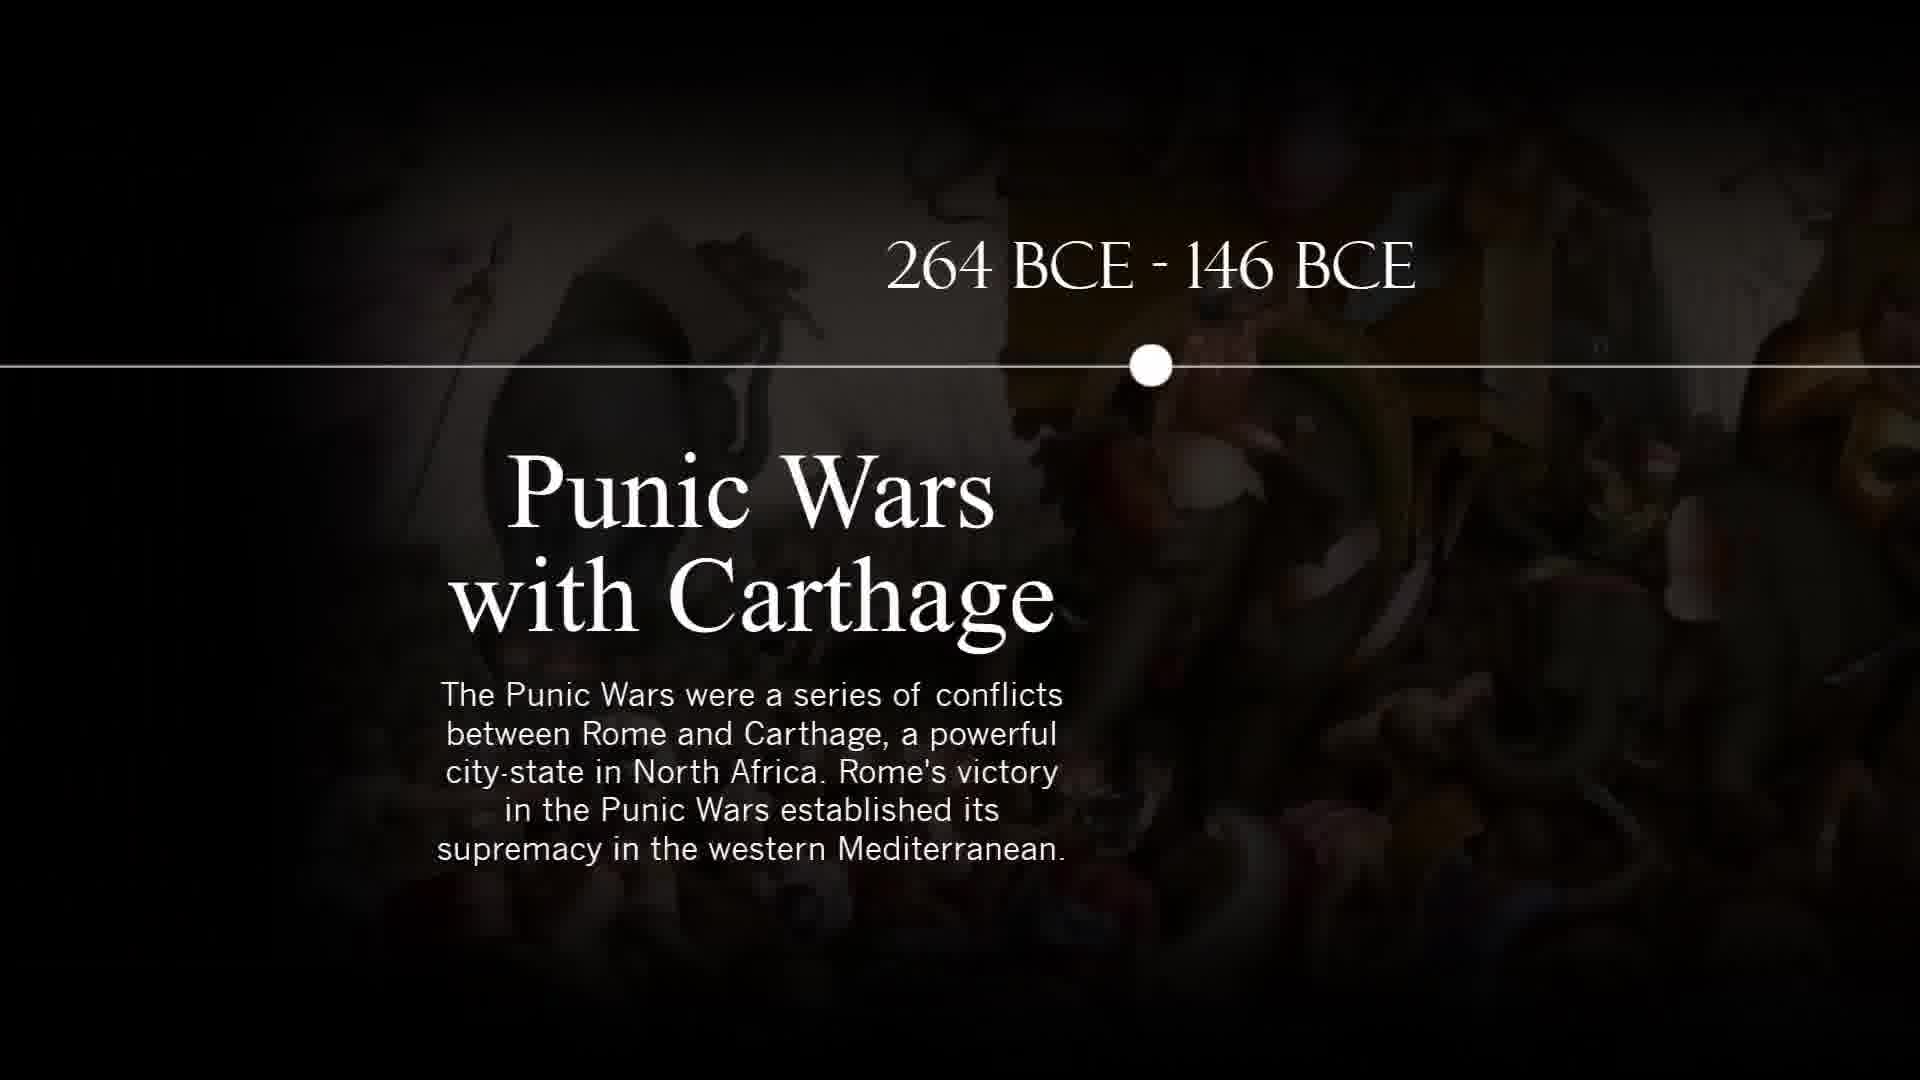 264 BCE - 146 BCE
Punic Wars
with Carthage
The Punic Wars were a series of conflicts
between Rome and Carthage, a powerful
city-state in North Africa. Rome's victory
in the Punic Wars established its
supremacy in the western Mediterranean.